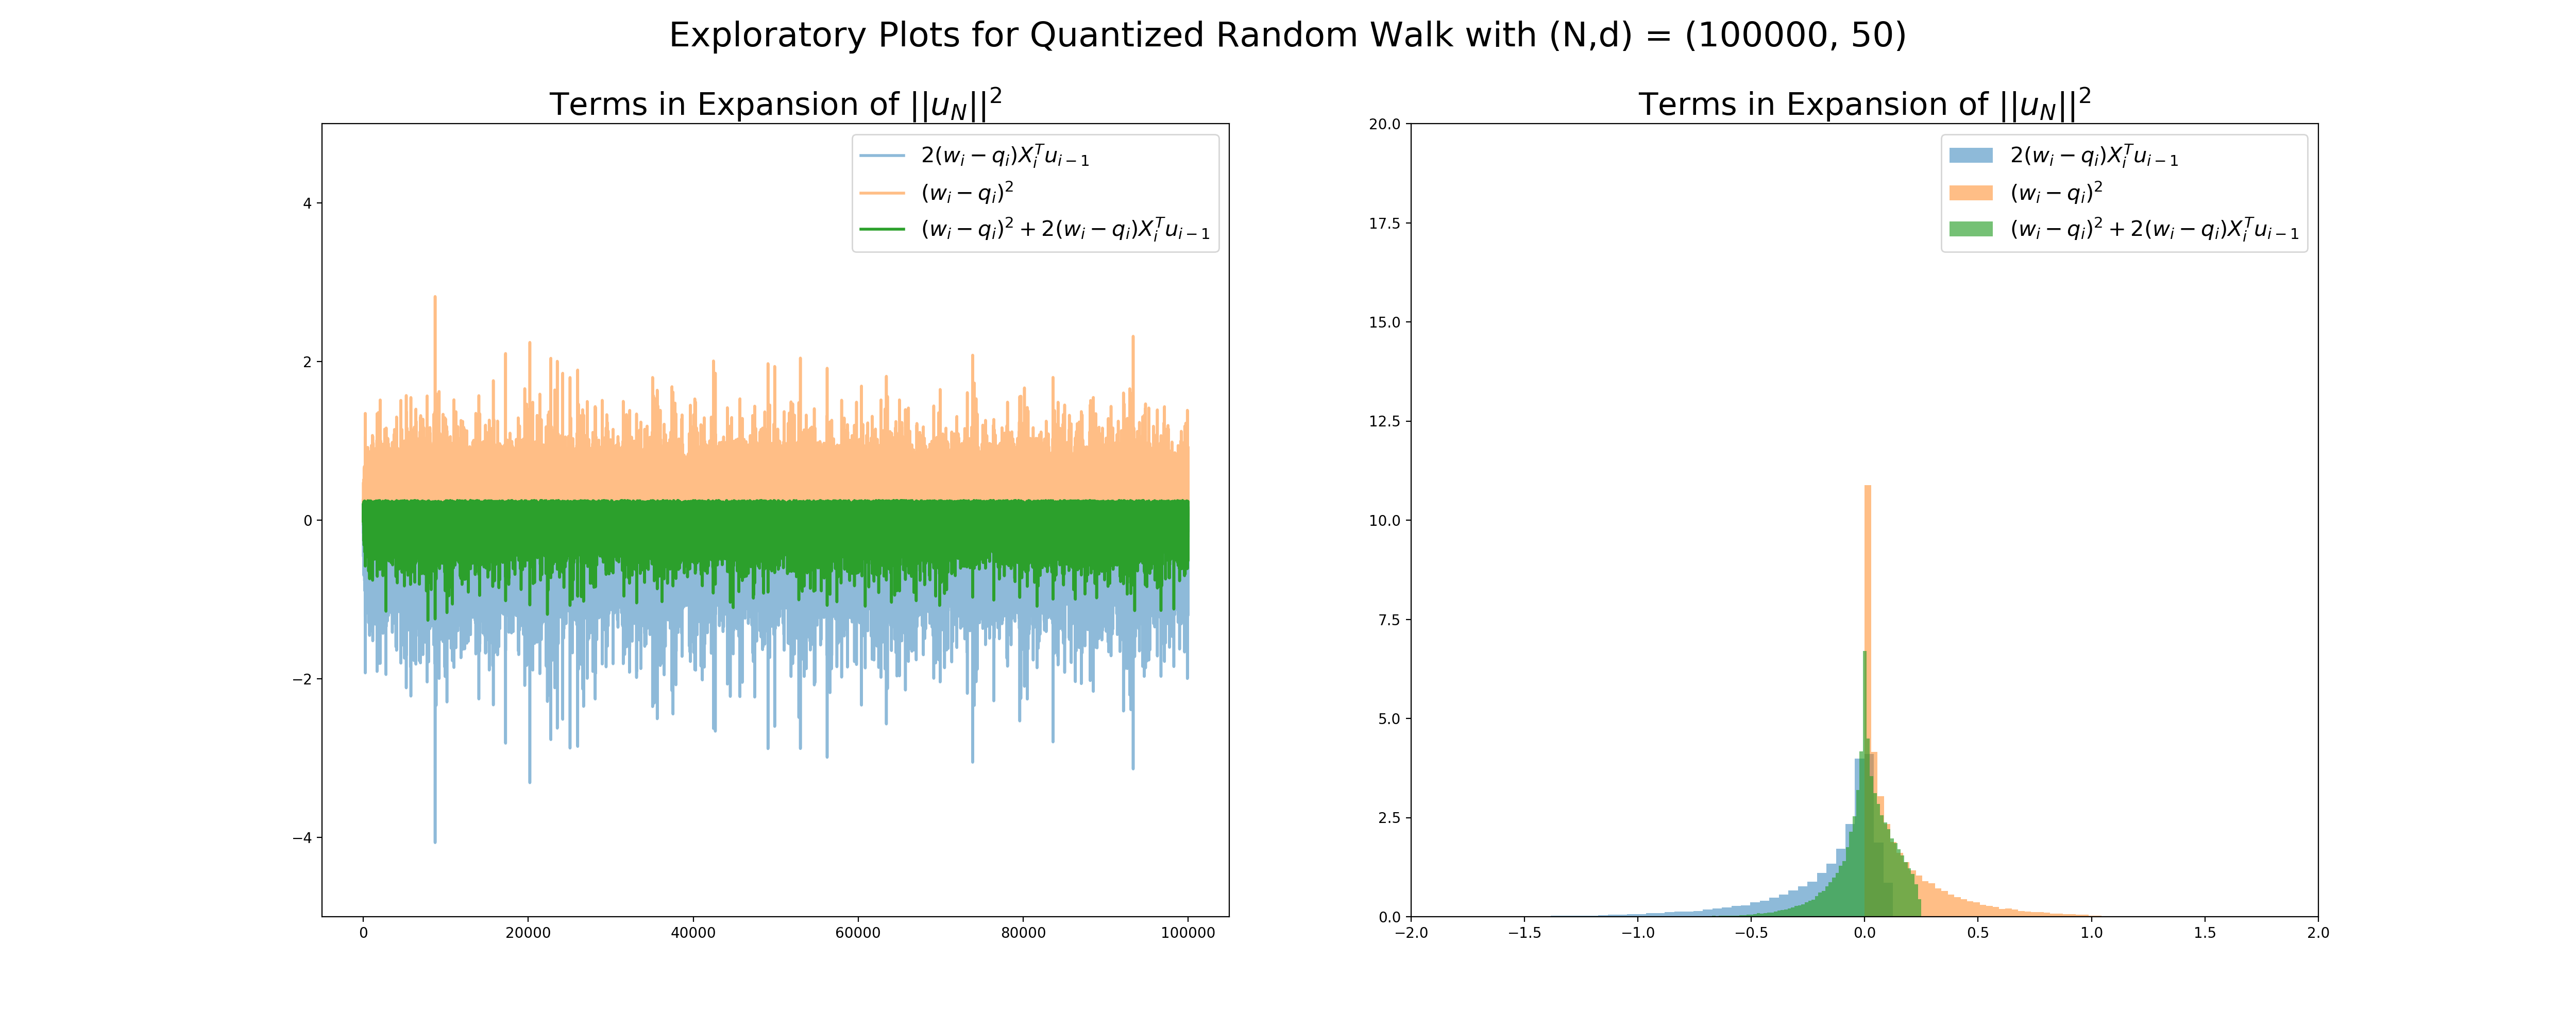 Exploratory Plots for Quantized Random Walk with (N,d) = (100000, 50)
Terms in Expansion of $||u_N||^2$
$2(w_i - q_i)X_i^T u_{i-1}$
$(w_i - q_i)^2$
$(w_i - q_i)^2 + 2(w_i - q_i)X_i^T u_{i-1}$
4
2
0
−2
−4
0 20000 40000 60000 80000 100000
Terms in Expansion of $||u_N||^2$
$2(w_i - q_i)X_i^T u_{i-1}$
$(w_i - q_i)^2$
$(w_i - q_i)^2 + 2(w_i - q_i)X_i^T u_{i-1}$
20.0
17.5
15.0
12.5
10.0
7.5
5.0
2.5
0.0
−2.0 −1.5 −1.0 −0.5 0.0 0.5 1.0 1.5 2.0